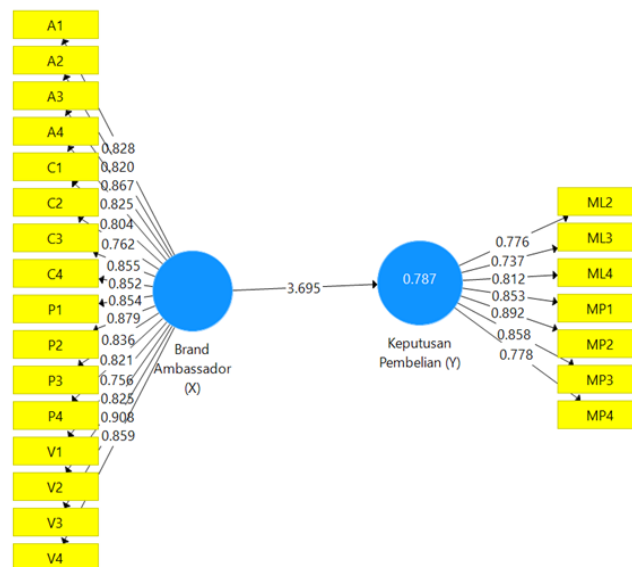 A1
A2
A3
A4
C1
C2
C3
C4
P1
P2
P3
P4
V1
V2
V3
V4
0.828
0.820
0.867
0.825
0.804
0.762
0.855
0.852
0.854
0.879
0.836
0.821
0.756
0.825
0.908
0.859
Brand
Ambassador
(X)
3.695
0.787
Keputusan
Pembelian (Y)
0.776
0.737
0.812
0.853
0.892
0.858
0.778
ML2
ML3
ML4
MP1
MP2
MP3
MP4